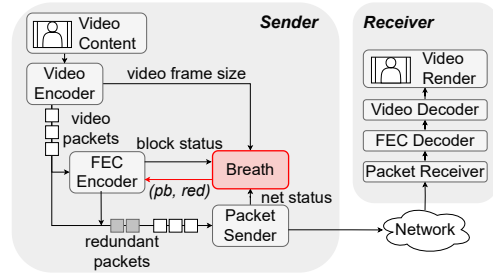 Sender
Video
Content
Video
Encoder
video frame size
video
packets
block status
FEC
Encoder
Breath
(pb, red)
net status
Packet
Sender
redundant
packets
Receiver
Video
Render
Video Decoder
FEC Decoder
Packet Receiver
Network